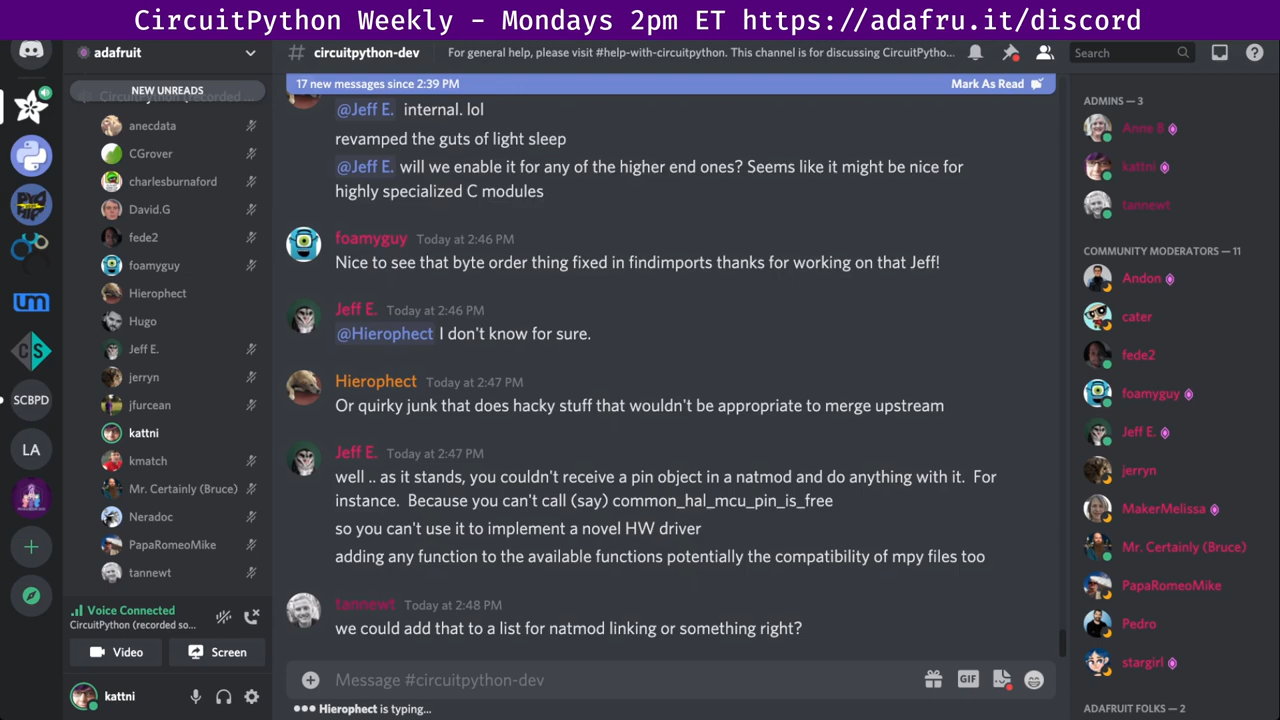 CircuitPython Weekly - Mondays 2pm ET https://adafru.it/discord
adafruit
# circuitpython-dev
For general help, please visit #help-with-circuitpython. This channel is for discussing CircuitPytho...
Search
NEW UNREADS
CircuitPython (recorded ...
anecdata
CGrover
charlesburnaford
David.G
fede2
foamyguy
Hierophect
Hugo
Jeff E.
jerryn
jfurcean
kattni
kmatch
Mr. Certainly (Bruce)
Neradoc
PapaRomeoMike
tannewt
Voice Connected
CircuitPython (recorded so...
Video
Screen
kattni
um
CS
SCBPD
LA
17 new messages since 2:39 PM
Mark As Read
@Jeff E. internal. lol
revamped the guts of light sleep
@Jeff E. will we enable it for any of the higher end ones? Seems like it might be nice for
highly specialized C modules
foamyguy Today at 2:46 PM
Nice to see that byte order thing fixed in findimports thanks for working on that Jeff!
Jeff E. Today at 2:46 PM
@Hierophect I don't know for sure.
Hierophect Today at 2:47 PM
Or quirky junk that does hacky stuff that wouldn't be appropriate to merge upstream
Jeff E. Today at 2:47 PM
well .. as it stands, you couldn't receive a pin object in a natmod and do anything with it. For
instance. Because you can't call (say) common_hal_mcu_pin_is_free
so you can't use it to implement a novel HW driver
adding any function to the available functions potentially the compatibility of mpy files too
tannewt Today at 2:48 PM
we could add that to a list for natmod linking or something right?
Message #circuitpython-dev
GIF
Hierophect is typing...
ADMINS — 3
Anne B
kattni
tannewt
COMMUNITY MODERATORS — 11
Andon
cater
fede2
foamyguy
Jeff E.
jerryn
MakerMelissa
Mr. Certainly (Bruce)
PapaRomeoMike
Pedro
stargirl
ADAFRUIT FOLKS — 2